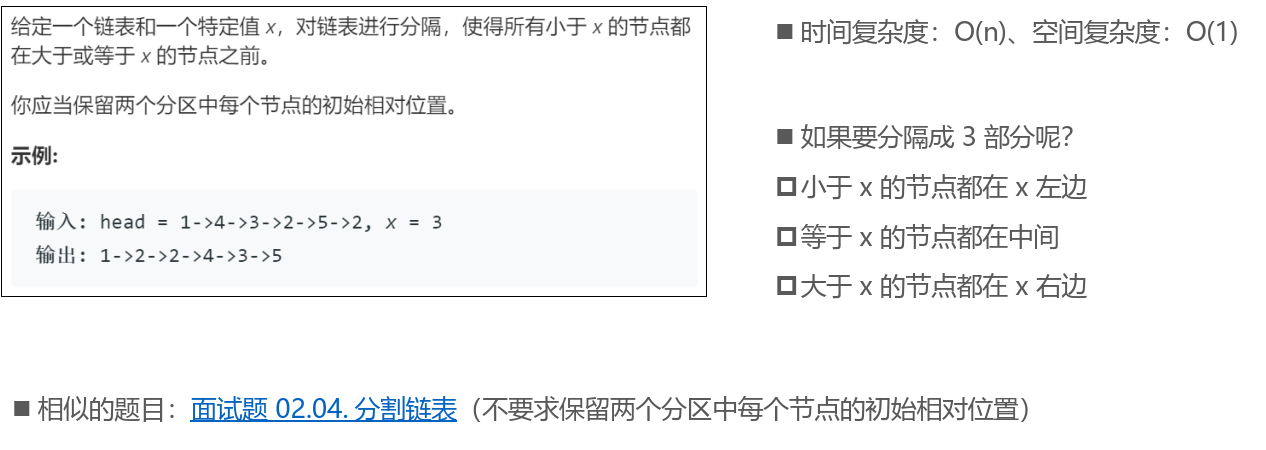 给定一个链表和一个特定值 x，对链表进行分隔，使得所有小于 x 的节点都
在大于或等于 x 的节点之前。
你应当保留两个分区中每个节点的初始相对位置。
示例:
输入: head = 1->4->3->2->5->2, x = 3
输出: 1->2->2->4->3->5
■ 时间复杂度：O(n)、空间复杂度：O(1)
■ 如果要分隔成 3 部分呢？
小于 x 的节点都在 x 左边
等于 x 的节点都在中间
大于 x 的节点都在 x 右边
■ 相似的题目：面试题 02.04. 分割链表（不要求保留两个分区中每个节点的初始相对位置）